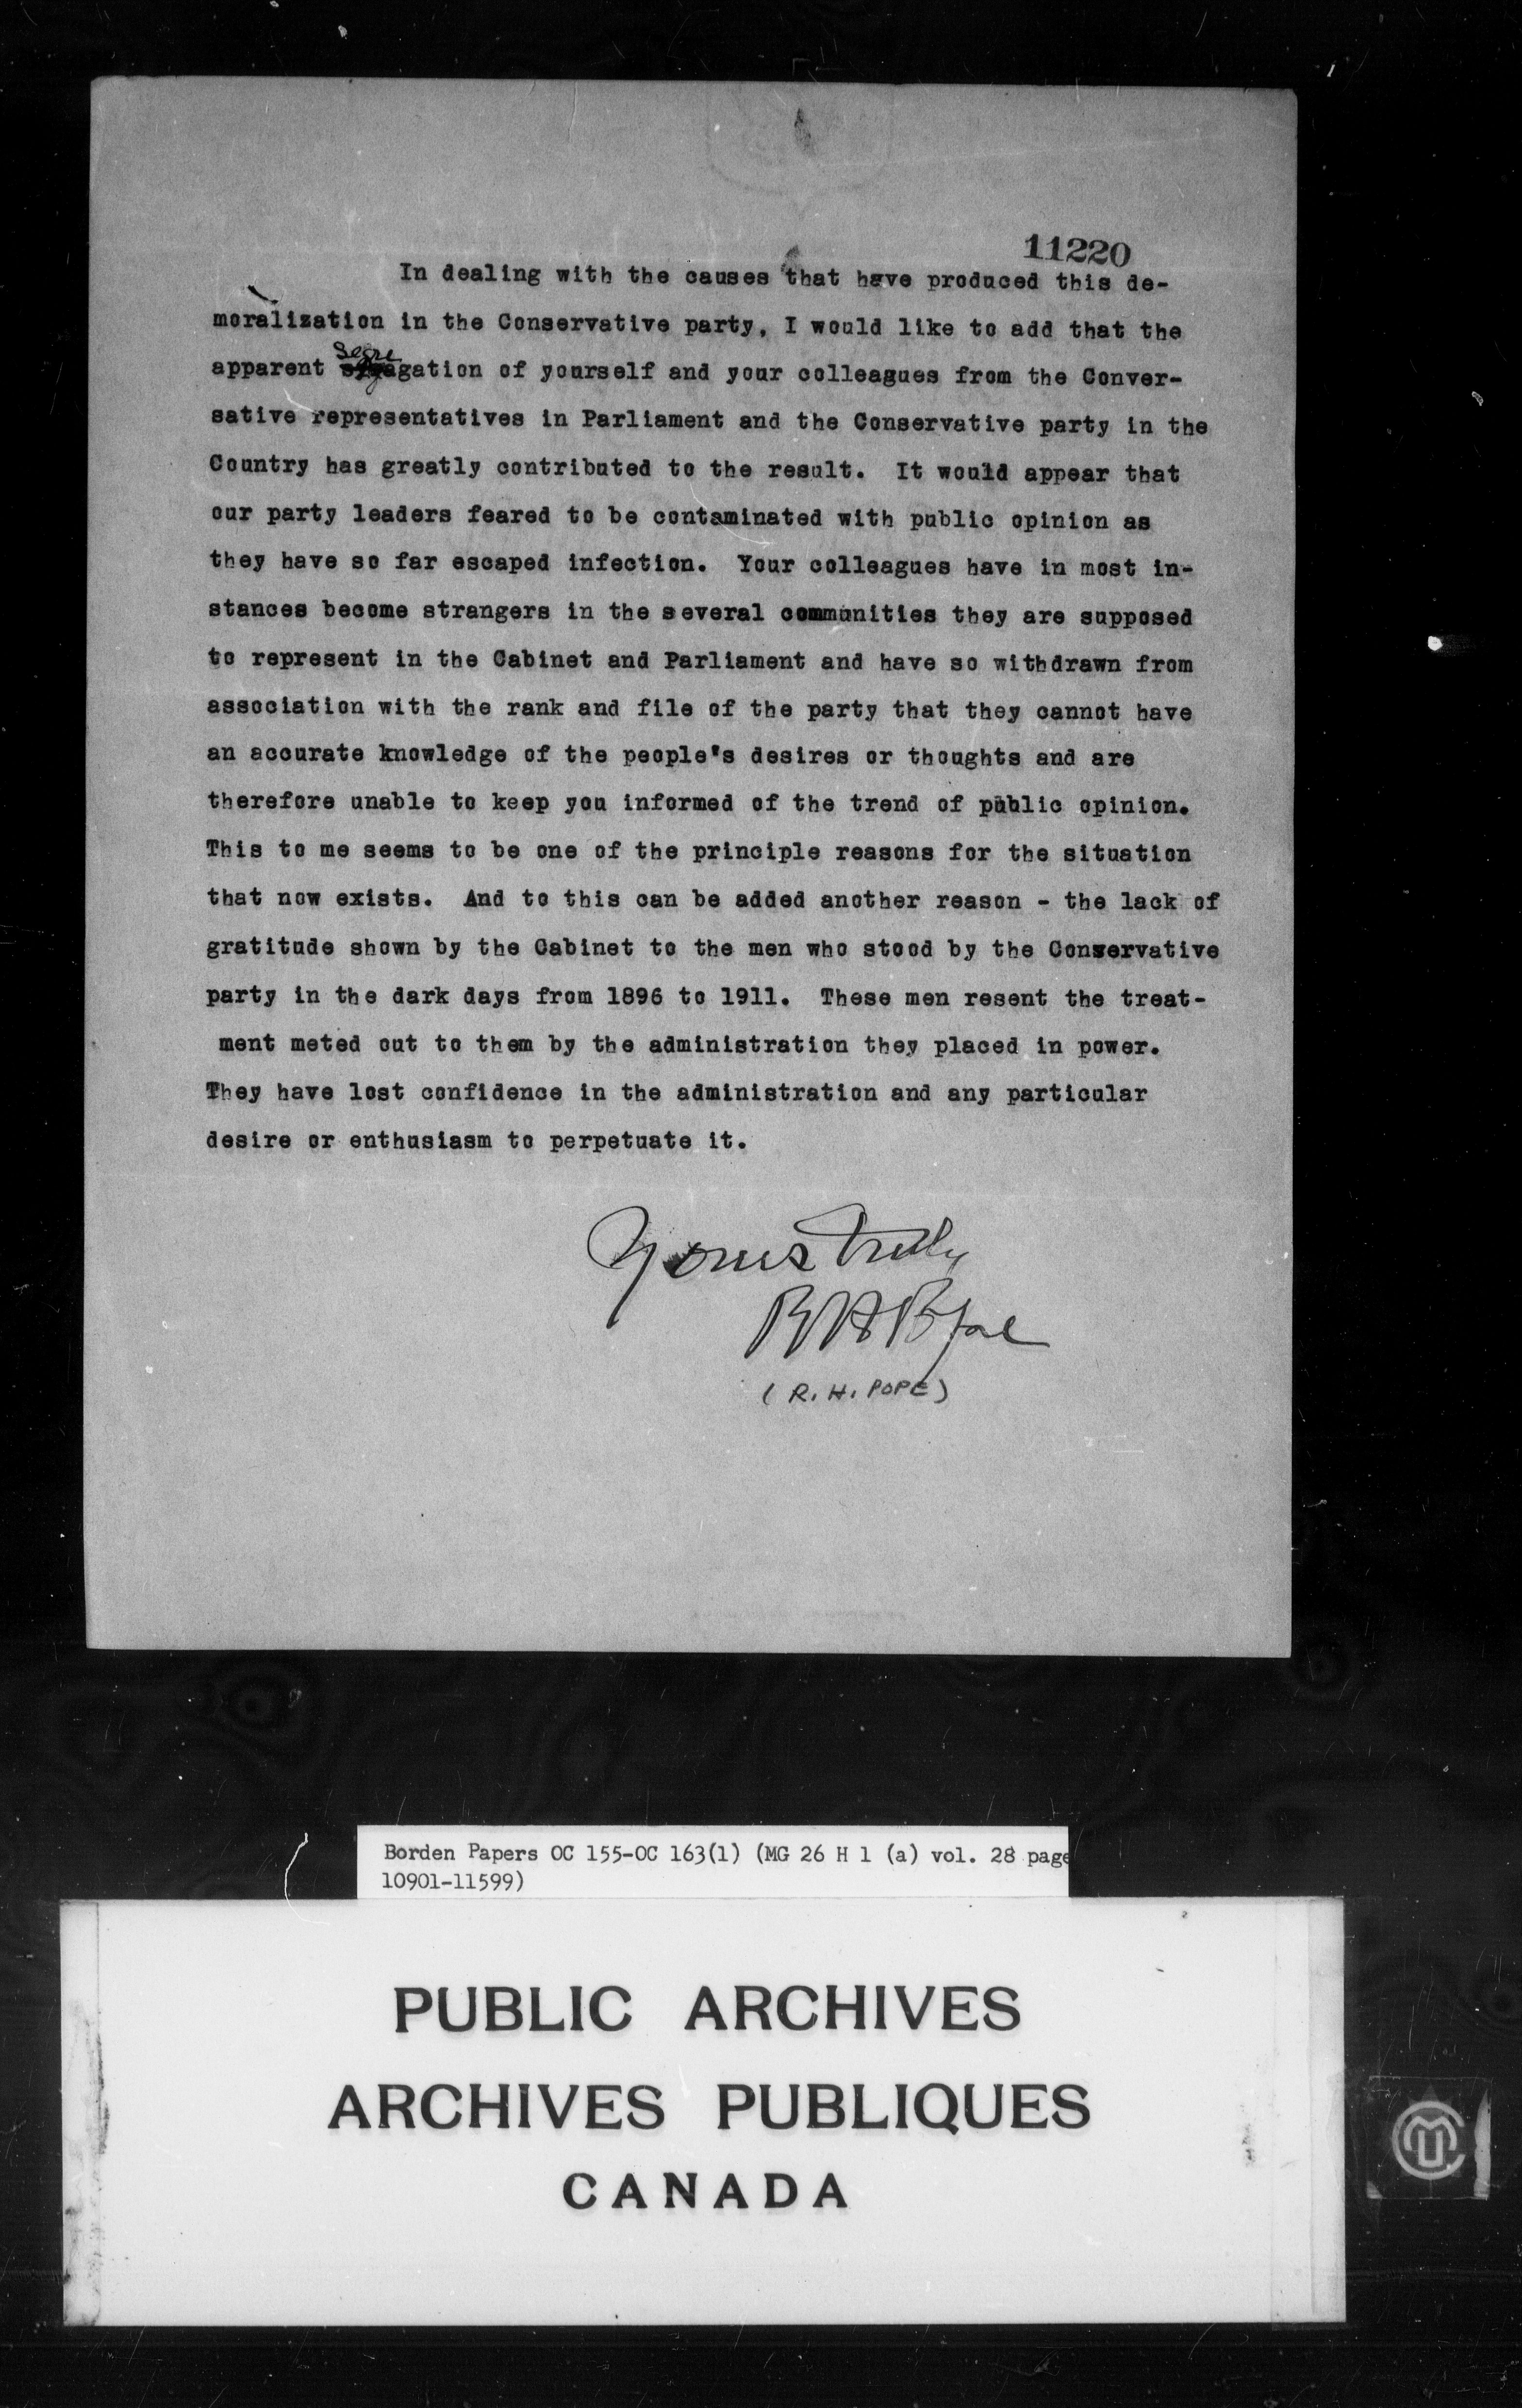 11220
In dealing with the causes that have produced this de-
moralization in the Conservative party, I would like to add that the
Segre
apparent agation of yourself and your colleagues from the Conver-
sative representatives in Parliament and the Conservative party in the
Country has greatly contributed to the result. It would appear that
our party leaders feared to be contaminated with public opinion as
they have so far escaped infection. Your colleagues have in most in-
stances become strangers in the several communities they are supposed
to represent in the Cabinet and Parliament and have so withdrawn from
association with the rank and file of the party that they cannot have
an accurate knowledge of the people's desires or thoughts and are
therefore unable to keep you informed of the trend of public opinion.
This to me seems to be one of the principle reasons for the situation
that now exists. And to this can be added another reason - the lack of
gratitude shown by the Cabinet to the men who stood by the Conservative
party in the dark days from 1896 to 1911. These men resent the treat-
ment meted out to them by the administration they placed in power.
They have lost confidence in the administration and any particular
desire or enthusiasm to perpetuate it.
Yours truly
R H Pope
(R.H. POPE)
Borden Papers OC 155-OC 163(1) (MG 26 H 1 (a) vol. 28 page
10901-11599)
PUBLIC ARCHIVES
ARCHIVES PUBLIQUES
CANADA